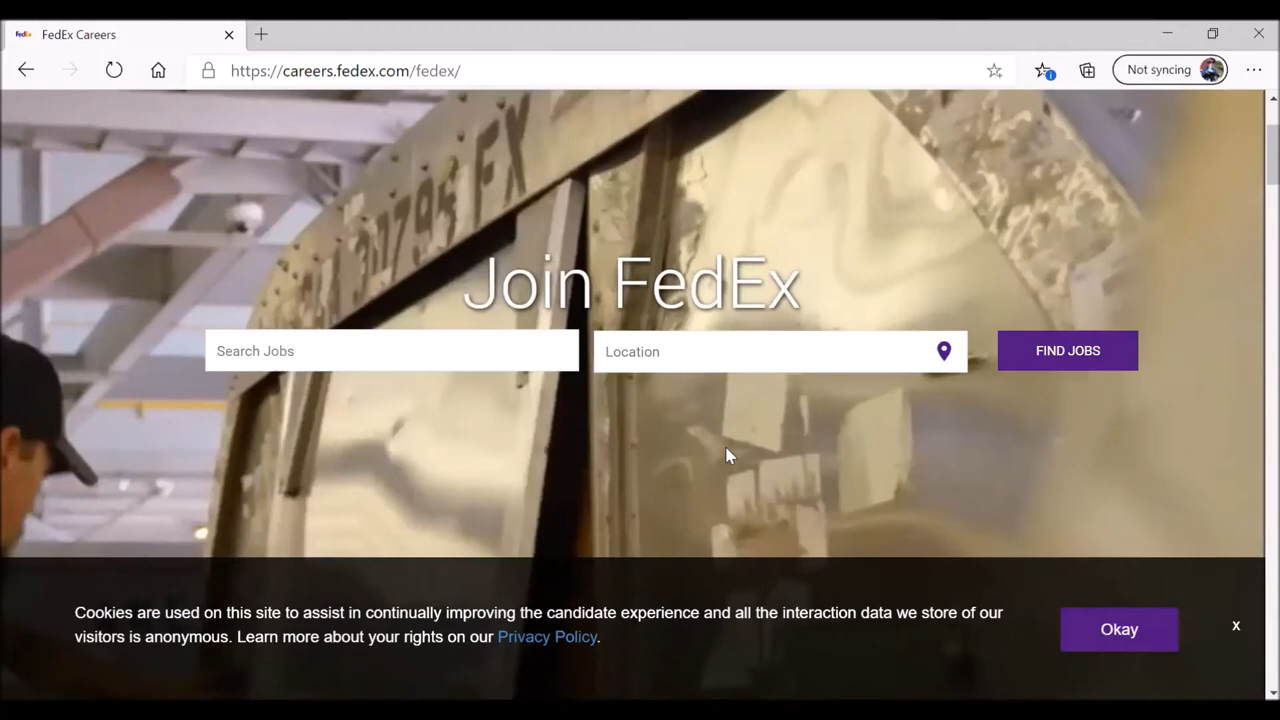 FedEx
FedEx Careers
https://careers.fedex.com/fedex/
Not syncing
FX
Join FedEx
Search Jobs
Location
FIND JOBS
Cookies are used on this site to assist in continually improving the candidate experience and all the interaction data we store of our
visitors is anonymous. Learn more about your rights on our Privacy Policy.
Okay
x